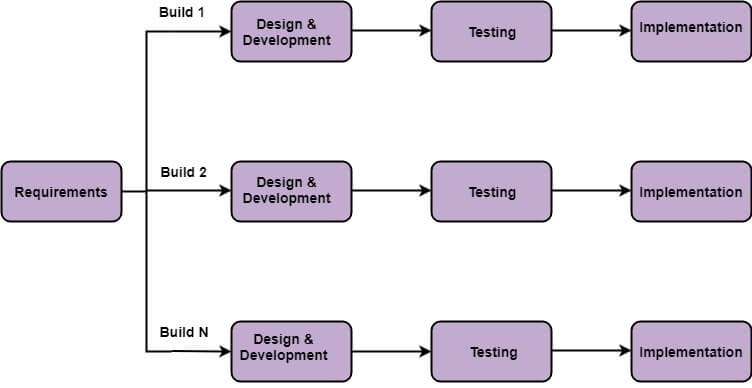 Build 1
Design &
Development
Testing
Implementation
Requirements
Build 2
Design &
Development
Testing
Implementation
Build N
Design &
Development
Testing
Implementation